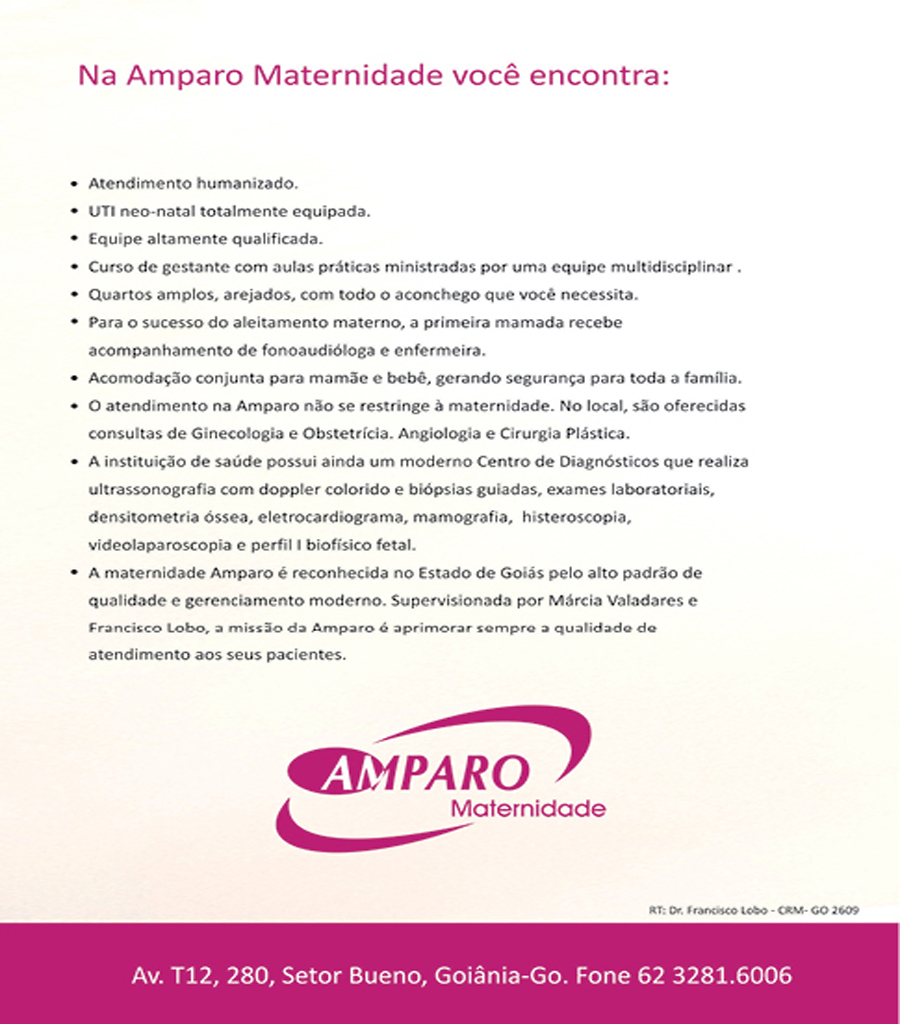 Na Amparo Maternidade você encontra:
• Atendimento humanizado.
• UTI neo-natal totalmente equipada.
• Equipe altamente qualificada.
• Curso de gestante com aulas práticas ministradas por uma equipe multidisciplinar .
• Quartos amplos, arejados, com todo o aconchego que você necessita.
• Para o sucesso do aleitamento materno, a primeira mamada recebe
acompanhamento de fonoaudióloga e enfermeira.
• Acomodação conjunta para mamãe e bebê, gerando segurança para toda a família.
• O atendimento na Amparo não se restringe à maternidade. No local, são oferecidas
consultas de Ginecologia e Obstetrícia. Angiologia e Cirurgia Plástica.
• A instituição de saúde possui ainda um moderno Centro de Diagnósticos que realiza
ultrassonografia com doppler colorido e biópsias guiadas, exames laboratoriais,
densitometria óssea, eletrocardiograma, mamografia, histeroscopia,
videolaparoscopia e perfil I biofísico fetal.
• A maternidade Amparo é reconhecida no Estado de Goiás pelo alto padrão de
qualidade e gerenciamento moderno. Supervisionada por Márcia Valadares e
Francisco Lobo, a missão da Amparo é aprimorar sempre a qualidade de
atendimento aos seus pacientes.
AMPARO
Maternidade
RT: Dr. Francisco Lobo - CRM- GO 2609
Av. T12, 280, Setor Bueno, Goiânia-Go. Fone 62 3281.6006